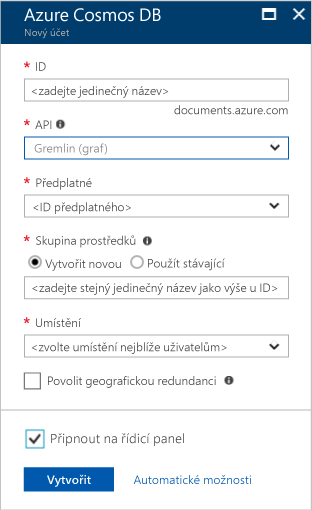 Azure Cosmos DB
Nový účet
* ID
<zadejte jedinečný název>
documents.azure.com
* API
Gremlin (graf)
* Předplatné
<ID předplatného>
* Skupina prostředků
Vytvořit novou Použít stávající
<zadejte stejný jedinečný název jako výše u ID>
* Umístění
<zvolte umístění nejblíže uživatelům>
Povolit geografickou redundanci
Připnout na řídicí panel
Vytvořit Automatické možnosti